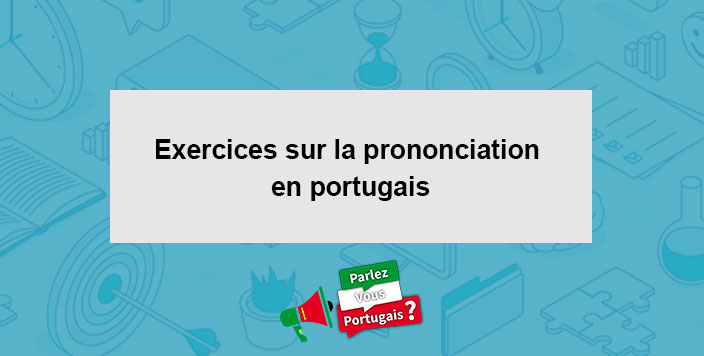 Exercices sur la prononciation
en portugais
Parlez
Vous
Portugais ?